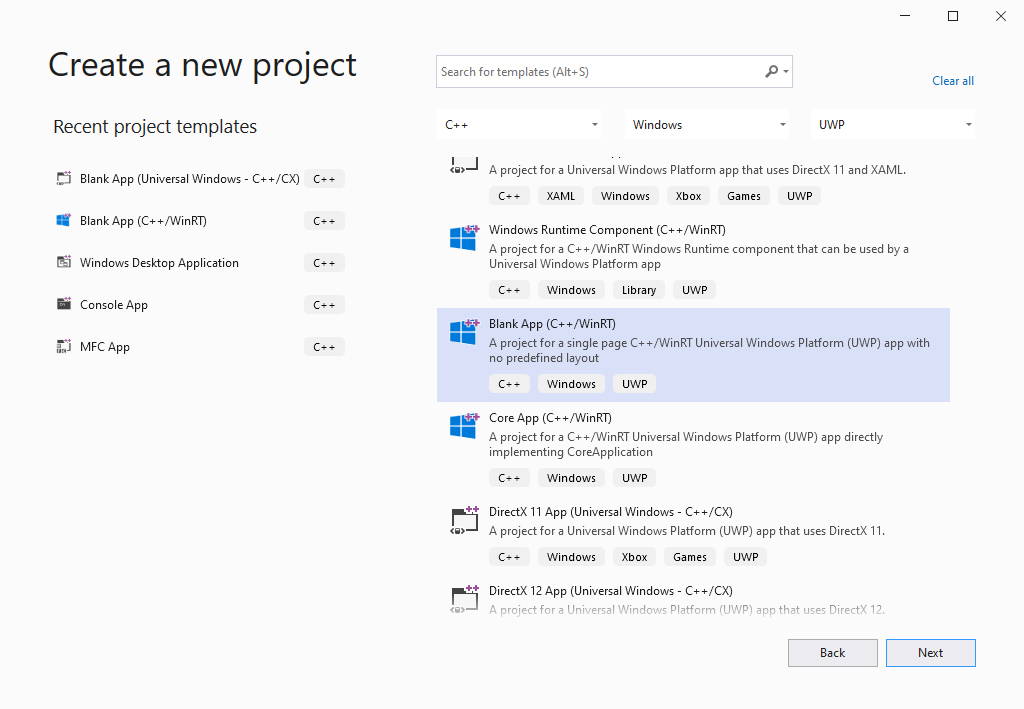 Create a new project
Search for templates (Alt+S)
Clear all
Recent project templates
C++
Windows
UWP
Blank App (Universal Windows - C++/CX)
C++
Blank App (C++/WinRT)
C++
Windows Desktop Application
C++
Console App
C++
MFC App
C++
A project for a Universal Windows Platform app that uses DirectX 11 and XAML.
C++ XAML Windows Xbox Games UWP
Windows Runtime Component (C++/WinRT)
A project for a C++/WinRT Windows Runtime component that can be used by a
Universal Windows Platform app
C++ Windows Library UWP
Blank App (C++/WinRT)
A project for a single page C++/WinRT Universal Windows Platform (UWP) app with
no predefined layout
C++ Windows UWP
Core App (C++/WinRT)
A project for a C++/WinRT Universal Windows Platform (UWP) app directly
implementing CoreApplication
C++ Windows UWP
DirectX 11 App (Universal Windows - C++/CX)
A project for a Universal Windows Platform (UWP) app that uses DirectX 11.
C++ Windows Xbox Games UWP
DirectX 12 App (Universal Windows - C++/CX)
A project for a Universal Windows Platform (UWP) app that uses DirectX 12.
Back
Next